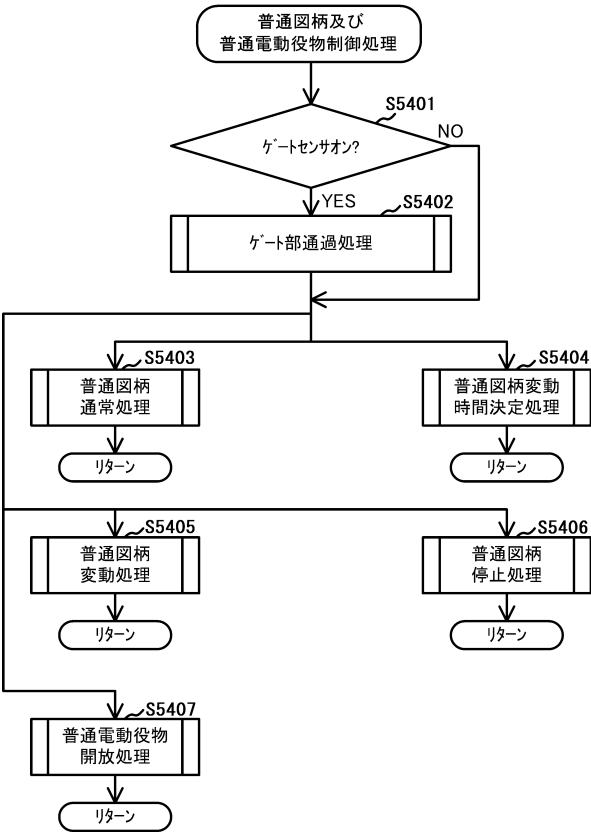 普通図柄及び
普通電動役物制御処理
S5401
ｹﾞｰﾄセンサオン?
NO
YES
S5402
ｹﾞｰﾄ部通過処理
S5403
普通図柄
通常処理
ﾘﾀｰﾝ
S5404
普通図柄変動
時間決定処理
ﾘﾀｰﾝ
S5405
普通図柄
変動処理
ﾘﾀｰﾝ
S5406
普通図柄
停止処理
ﾘﾀｰﾝ
S5407
普通電動役物
開放処理
ﾘﾀｰﾝ